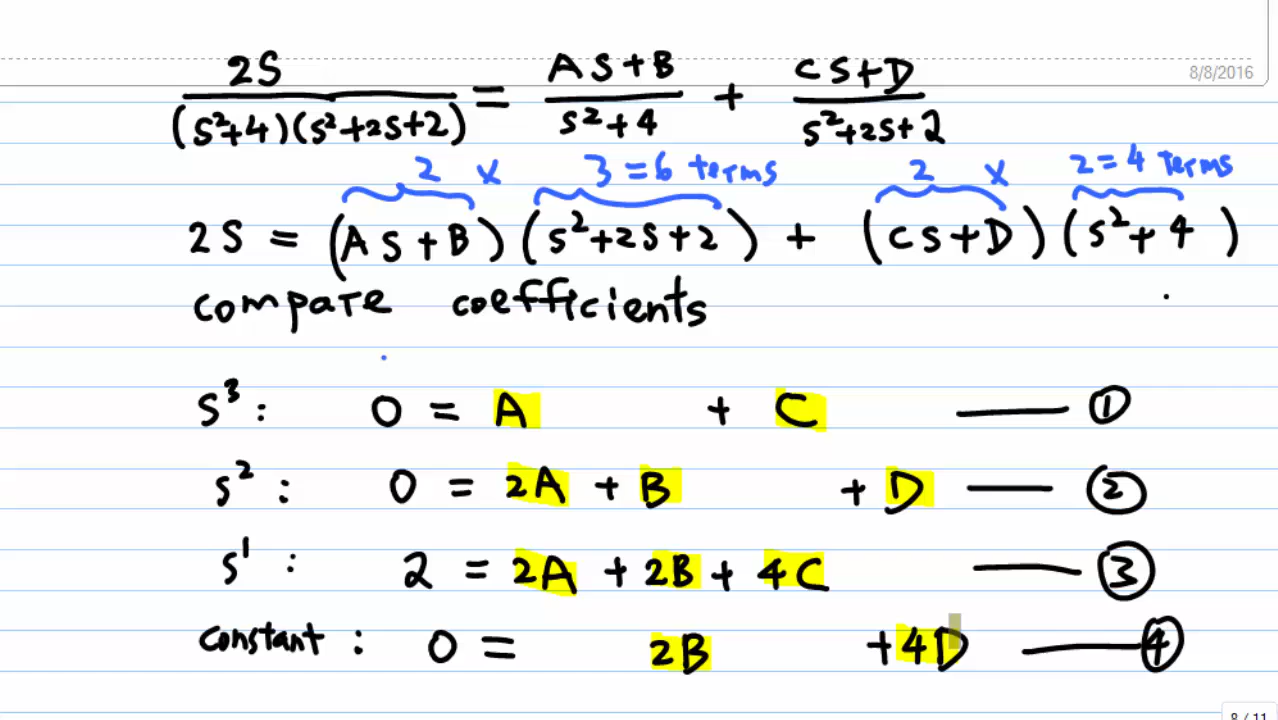 8/8/2016
2S/((S²+4)(S²+2S+2)) = (AS+B)/(S²+4) + (CS+D)/(S²+2S+2)
2 x 3 = 6 terms 2 x 2 = 4 terms
2S = (AS+B)(S²+2S+2) + (CS+D)(S²+4)
compare coefficients
S³: 0 = A + C —— ①
S²: 0 = 2A + B + D —— ②
S¹: 2 = 2A + 2B + 4C —— ③
constant: 0 = 2B + 4D —— ④
8 / 11